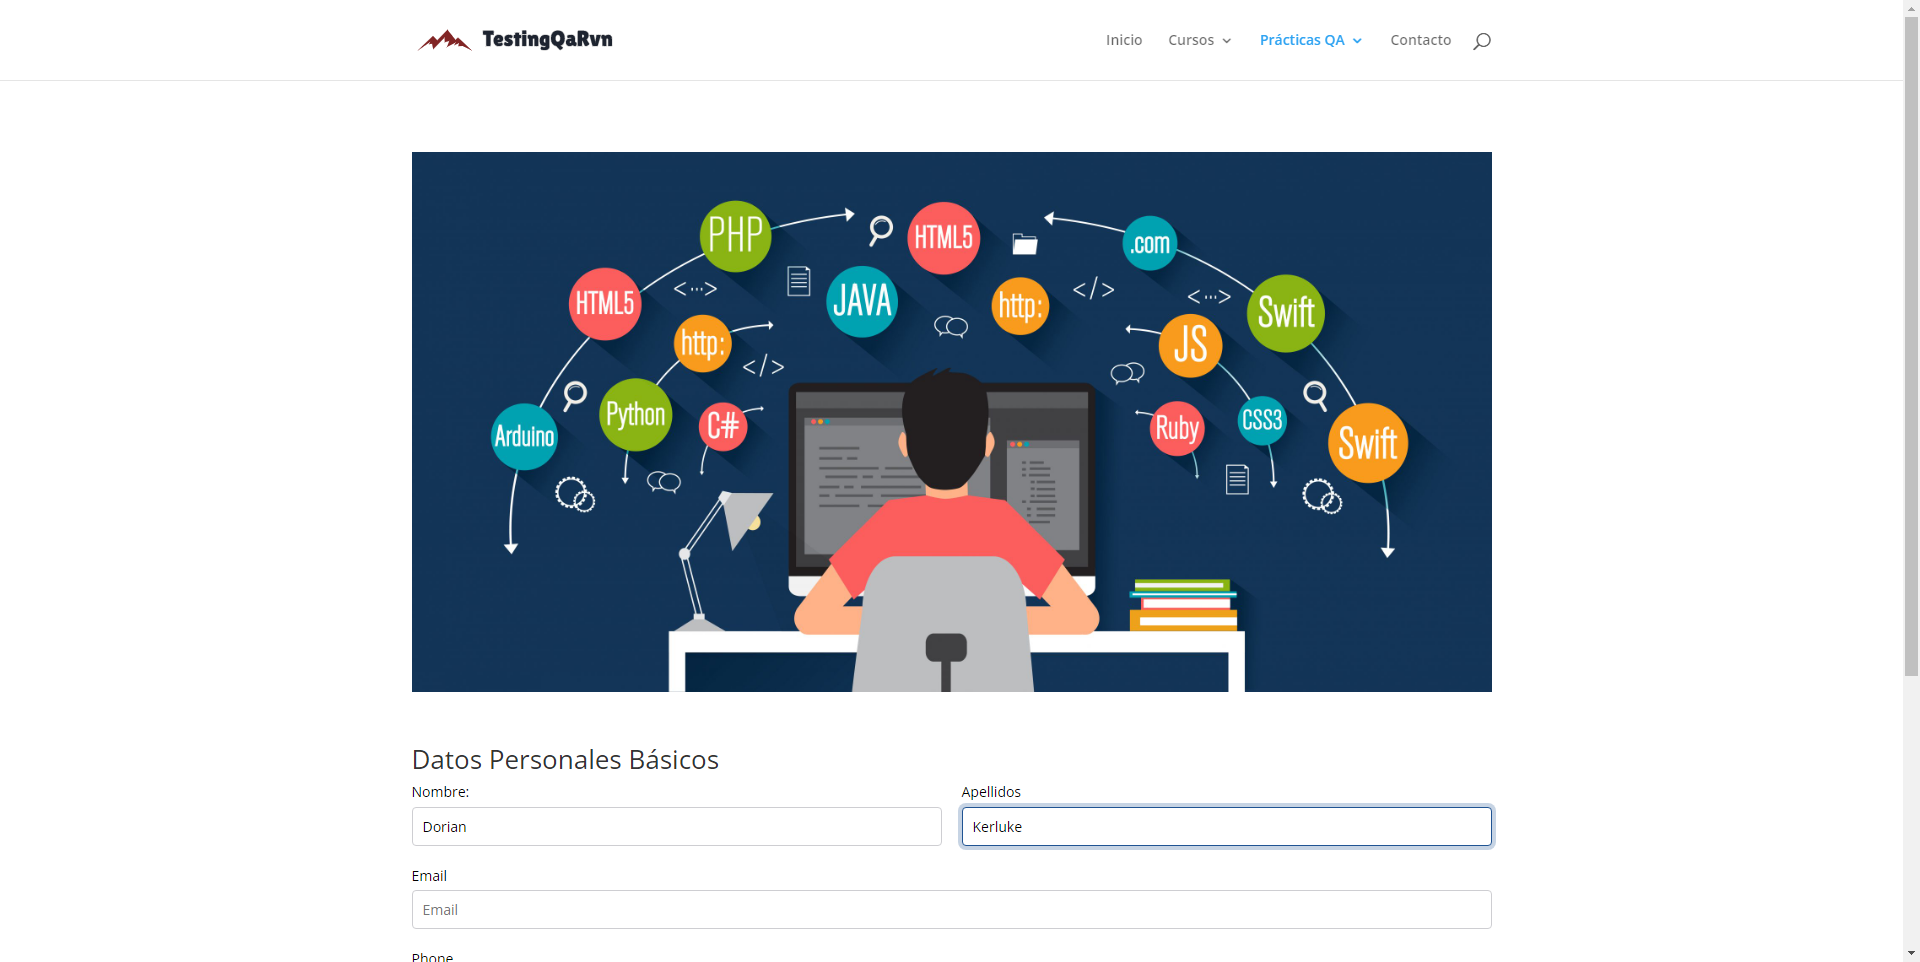 TestingQaRvn
Inicio
Cursos
Prácticas QA
Contacto
PHP
HTML5
.com
HTML5
JAVA
http:
Swift
http:
JS
Arduino
Python
C#
Ruby
CSS3
Swift
Datos Personales Básicos
Nombre:
Apellidos
Dorian
Kerluke
Email
Email
Phone